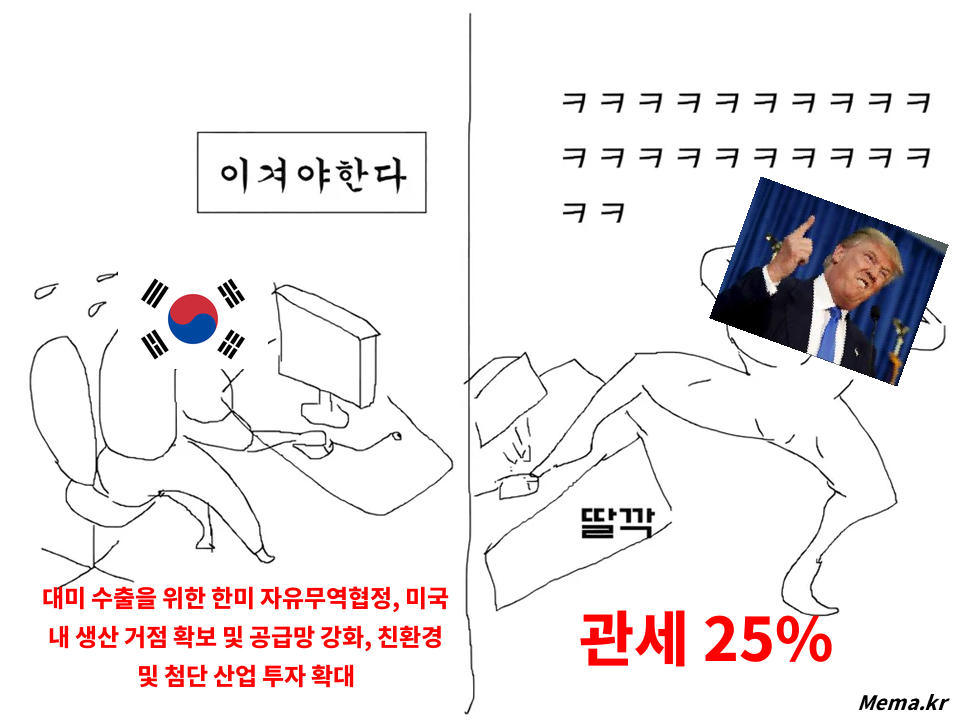 이겨야한다
대미 수출을 위한 한미 자유무역협정, 미국
내 생산 거점 확보 및 공급망 강화, 친환경
및 첨단 산업 투자 확대
ㅋㅋㅋㅋㅋㅋㅋㅋㅋㅋ
ㅋㅋㅋㅋㅋㅋㅋㅋㅋㅋ
ㅋㅋ
딸깍
관세 25%
Mema.kr